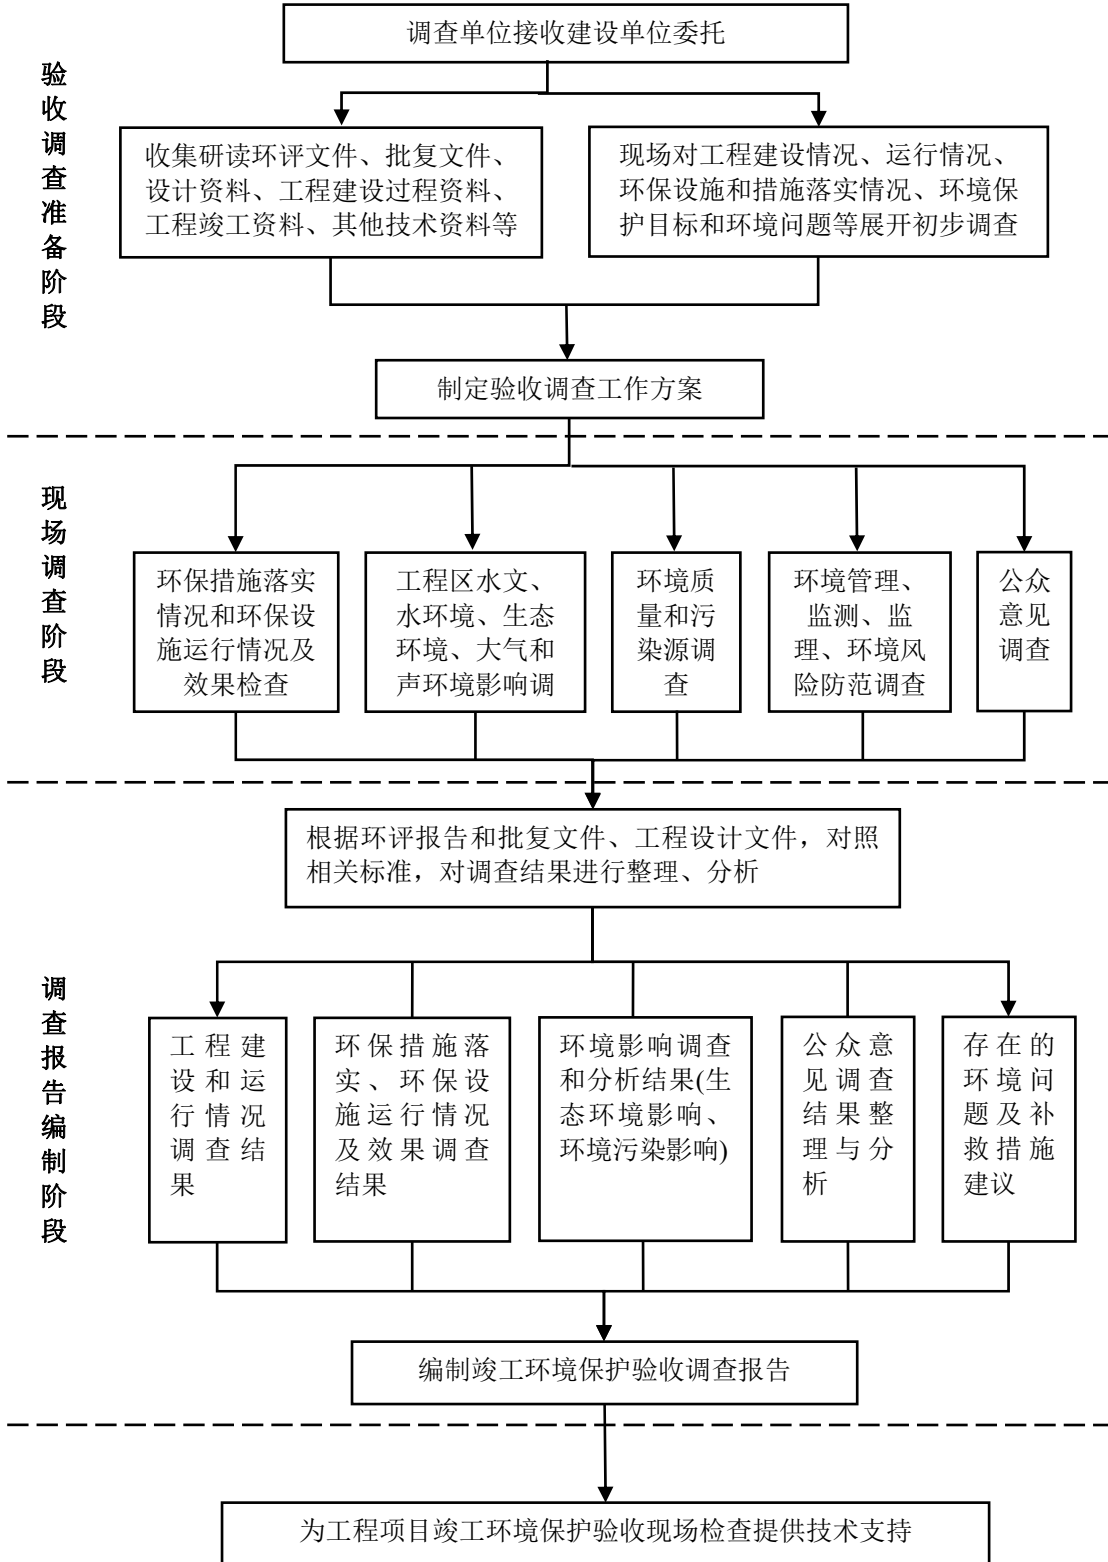 调查单位接收建设单位委托
验收调查准备阶段
收集研读环评文件、批复文件、
设计资料、工程建设过程资料、
工程竣工资料、其他技术资料等
现场对工程建设情况、运行情况、
环保设施和措施落实情况、环境保
护目标和环境问题等展开初步调查
制定验收调查工作方案
现场调查阶段
环保措施落实
情况和环保设
施运行情况及
效果检查
工程区水文、
水环境、生态
环境、大气和
声环境影响调
环境质
量和污
染源调
查
环境管理、
监测、监
理、环境风
险防范调查
公众
意见
调查
根据环评报告和批复文件、工程设计文件，对照
相关标准，对调查结果进行整理、分析
调查报告编制阶段
工程建
设和运
行情况
调查结
果
环保措施落
实、环保设
施运行情况
及效果调查
结果
环境影响调查
和分析结果(生
态环境影响、
环境污染影响)
公众意
见调查
结果整
理与分
析
存在的
环境问
题及补
救措施
建议
编制竣工环境保护验收调查报告
为工程项目竣工环境保护验收现场检查提供技术支持